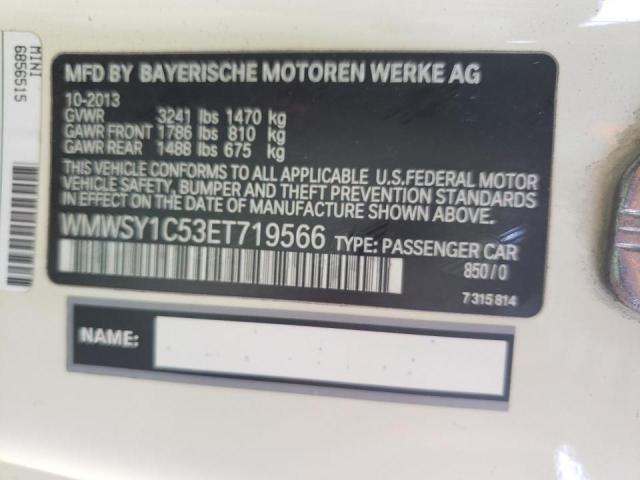 MINI
6856515
MFD BY BAYERISCHE MOTOREN WERKE AG
10-2013
GVWR 3241 lbs 1470 kg
GAWR FRONT 1786 lbs 810 kg
GAWR REAR 1488 lbs 675 kg
THIS VEHICLE CONFORMS TO ALL APPLICABLE U.S.FEDERAL MOTOR
VEHICLE SAFETY, BUMPER AND THEFT PREVENTION STANDARDS
IN EFFECT ON THE DATE OF MANUFACTURE SHOWN ABOVE.
WMWSY1C53ET719566 TYPE: PASSENGER CAR
850/0
7315814
NAME: